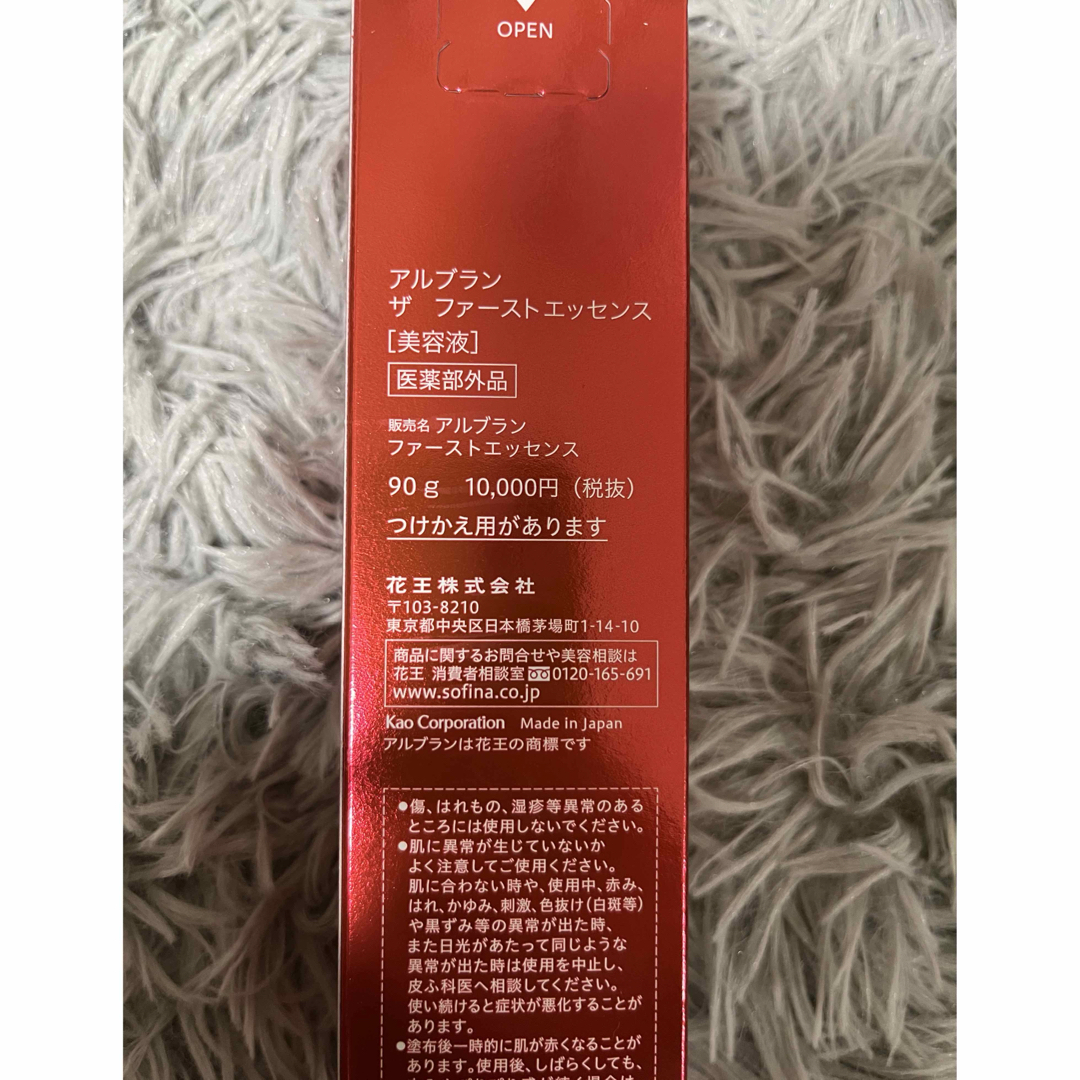 OPEN
アルブラン
ザ ファーストエッセンス
[美容液]
医薬部外品
販売名 アルブラン
ファーストエッセンス
90g 10,000円(税抜)
つけかえ用があります
花王株式会社
〒103-8210
東京都中央区日本橋茅場町1-14-10
商品に関するお問合せや美容相談は
花王 消費者相談室 0120-165-691
www.sofina.co.jp
Kao Corporation Made in Japan
アルブランは花王の商標です
●傷、はれもの、湿疹等異常のある
ところには使用しないでください。
●肌に異常が生じていないか
よく注意してご使用ください。
肌に合わない時や、使用中、赤み、
はれ、かゆみ、刺激、色抜け(白斑等)
や黒ずみ等の異常が出た時、
また日光があたって同じような
異常が出た時は使用を中止し、
皮ふ科医へ相談してください。
使い続けると症状が悪化することが
あります。
●塗布後一時的に肌が赤くなることが
あります。使用後、しばらくしても、